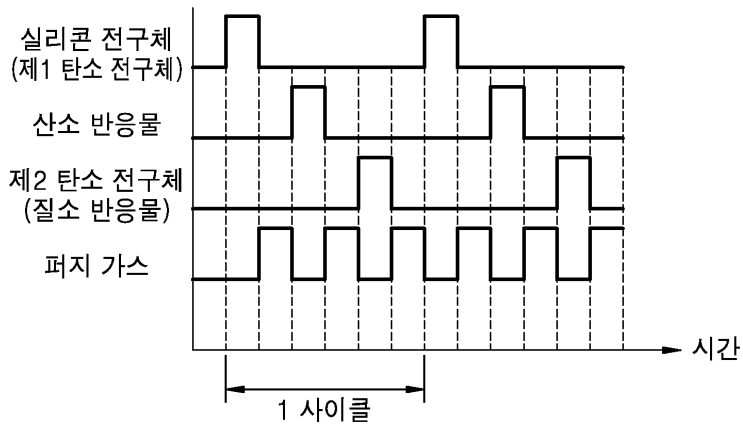 실리콘 전구체
(제1 탄소 전구체)
산소 반응물
제2 탄소 전구체
(질소 반응물)
퍼지 가스
시간
1 사이클